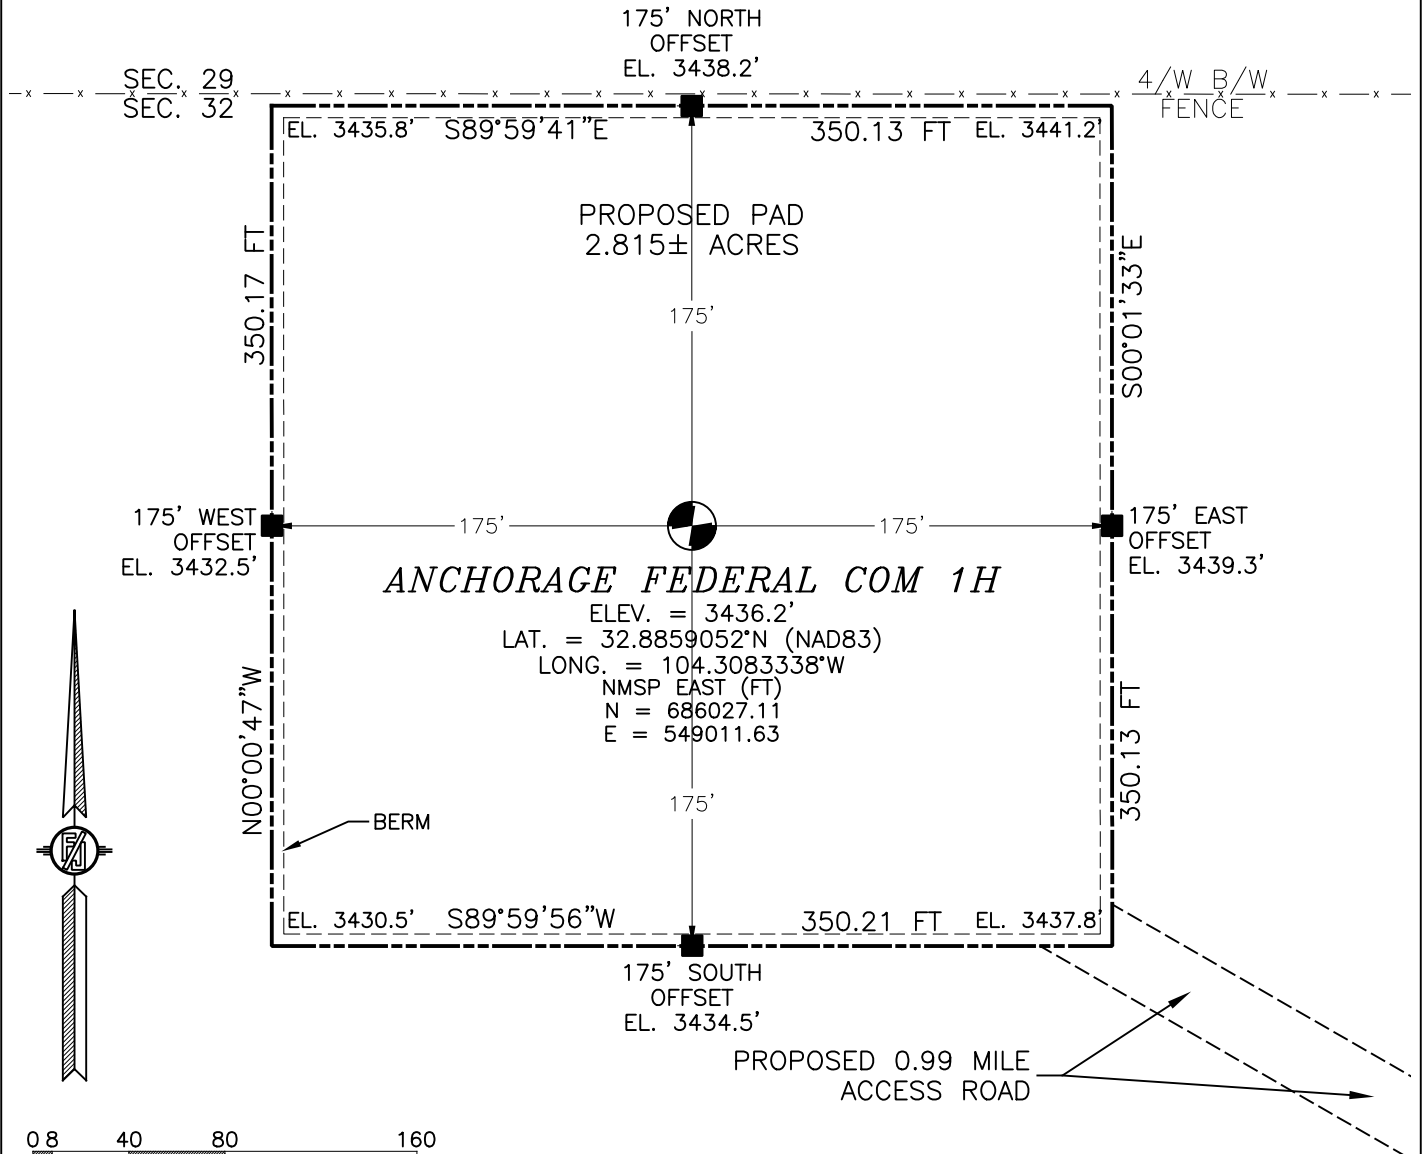 175' NORTH
OFFSET
EL. 3438.2'
SEC. 29
SEC. 32
4/W B/W
FENCE
EL. 3435.8' S89°59'41"E 350.13 FT EL. 3441.2'
PROPOSED PAD
2.815± ACRES
350.17 FT
S00°01'33"E
175'
175' WEST
OFFSET
EL. 3432.5'
175' 175'
175' EAST
OFFSET
EL. 3439.3'
ANCHORAGE FEDERAL COM 1H
ELEV. = 3436.2'
LAT. = 32.8859052°N (NAD83)
LONG. = 104.3083338°W
NMSP EAST (FT)
N = 686027.11
E = 549011.63
N00°00'47"W
350.13 FT
175'
BERM
EL. 3430.5' S89°59'56"W 350.21 FT EL. 3437.8'
175' SOUTH
OFFSET
EL. 3434.5'
PROPOSED 0.99 MILE
ACCESS ROAD
0 8 40 80 160